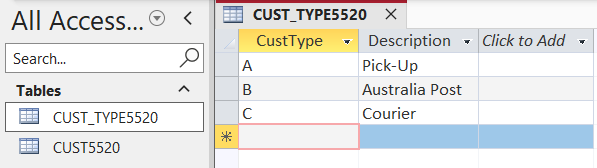 All Access...
Search...
Tables
CUST_TYPE5520
CUST5520
CUST_TYPE5520
CustType Description Click to Add
A Pick-Up
B Australia Post
C Courier